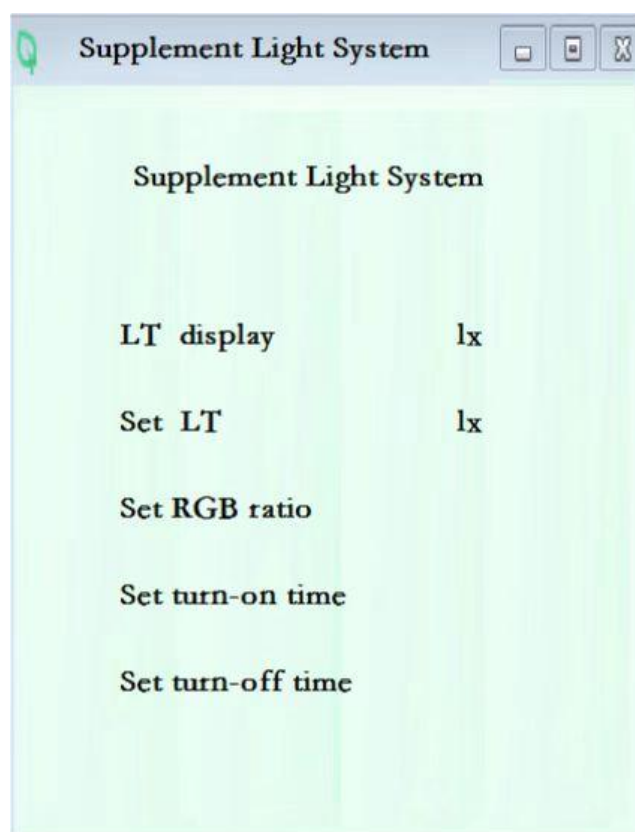 Supplement Light System
Supplement Light System
LT display lx
Set LT lx
Set RGB ratio
Set turn-on time
Set turn-off time